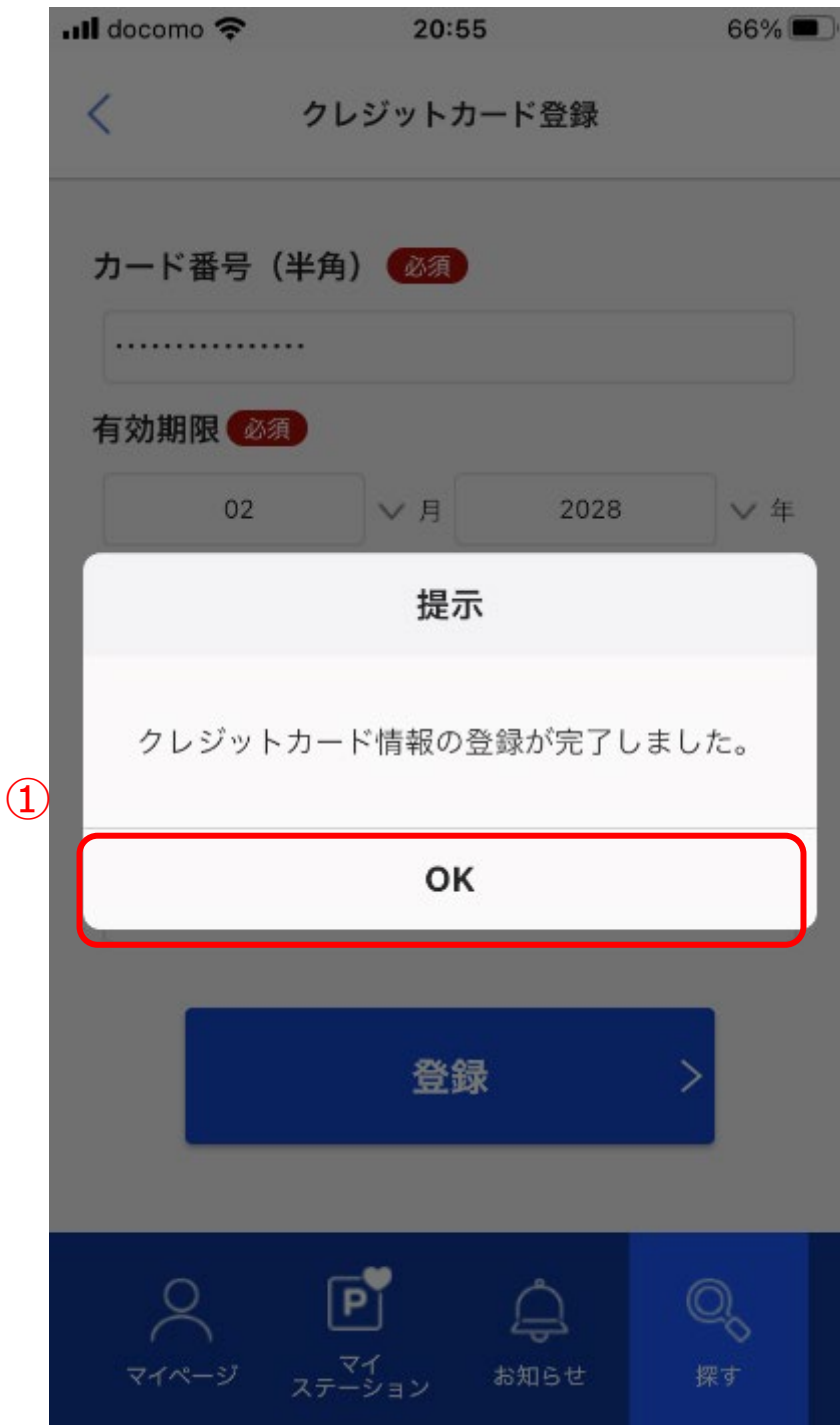 docomo 20:55 66%
クレジットカード登録
カード番号（半角） 必須
················
有効期限 必須
02 月 2028 年
提示
クレジットカード情報の登録が完了しました。
①
OK
登録
P
マイページ
マイ
ステーション
お知らせ
探す